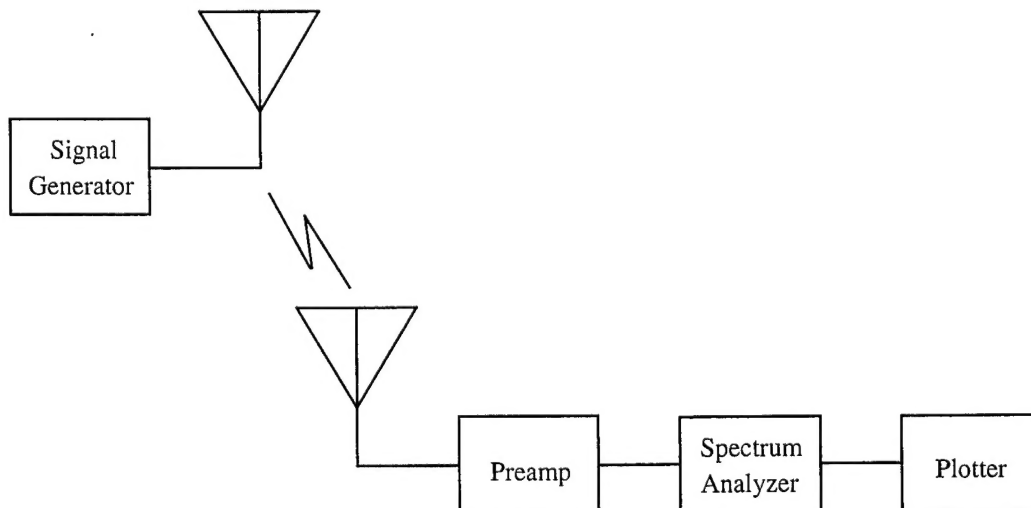 Signal
Generator
Preamp
Spectrum
Analyzer
Plotter